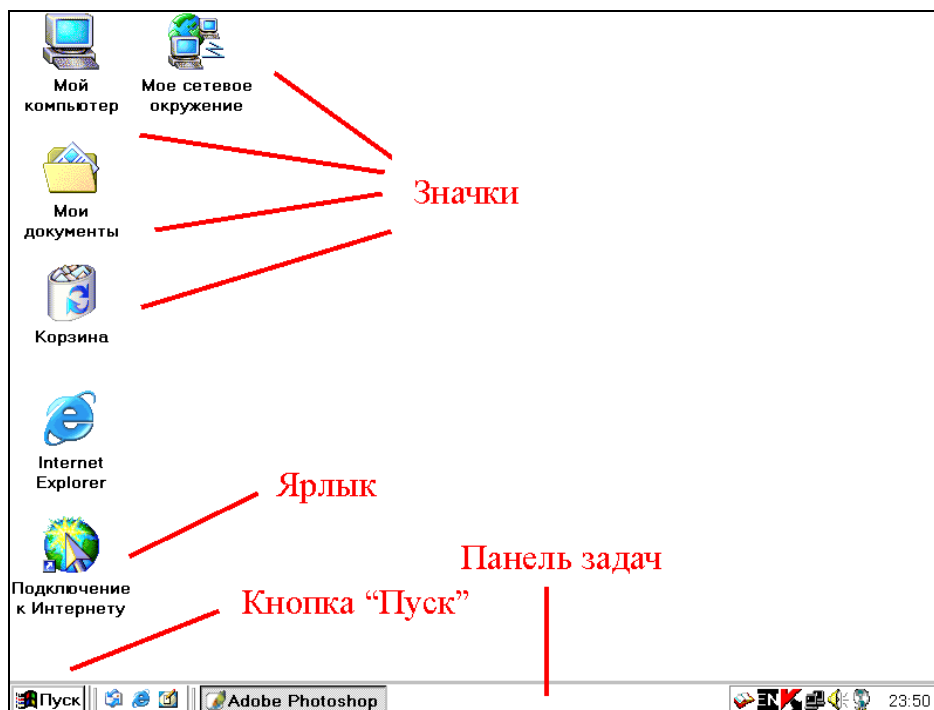 Мой
компьютер
Мое сетевое
окружение
Мои
документы
Значки
Корзина
Internet
Explorer
Ярлык
Подключение
к Интернету
Панель задач
Кнопка “Пуск”
Пуск
Adobe Photoshop
EN
23:50